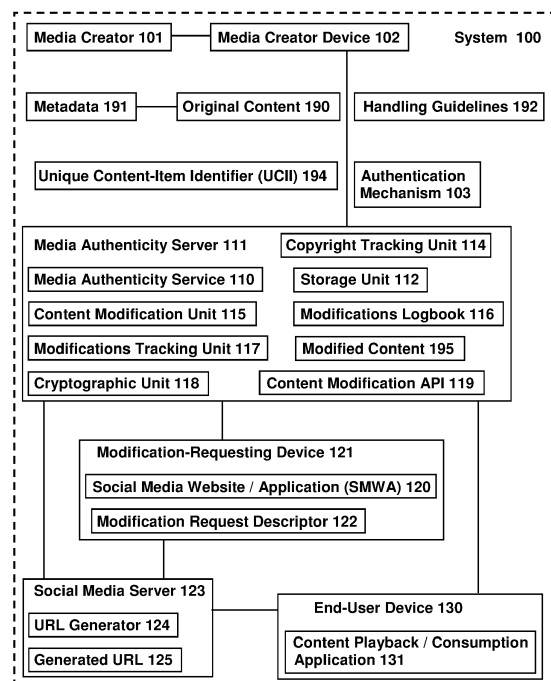 Media Creator 101
Media Creator Device 102
System 100
Metadata 191
Original Content 190
Handling Guidelines 192
Unique Content-Item Identifier (UCII) 194
Authentication
Mechanism 103
Media Authenticity Server 111
Copyright Tracking Unit 114
Media Authenticity Service 110
Storage Unit 112
Content Modification Unit 115
Modifications Logbook 116
Modifications Tracking Unit 117
Modified Content 195
Cryptographic Unit 118
Content Modification API 119
Modification-Requesting Device 121
Social Media Website / Application (SMWA) 120
Modification Request Descriptor 122
Social Media Server 123
URL Generator 124
Generated URL 125
End-User Device 130
Content Playback / Consumption
Application 131